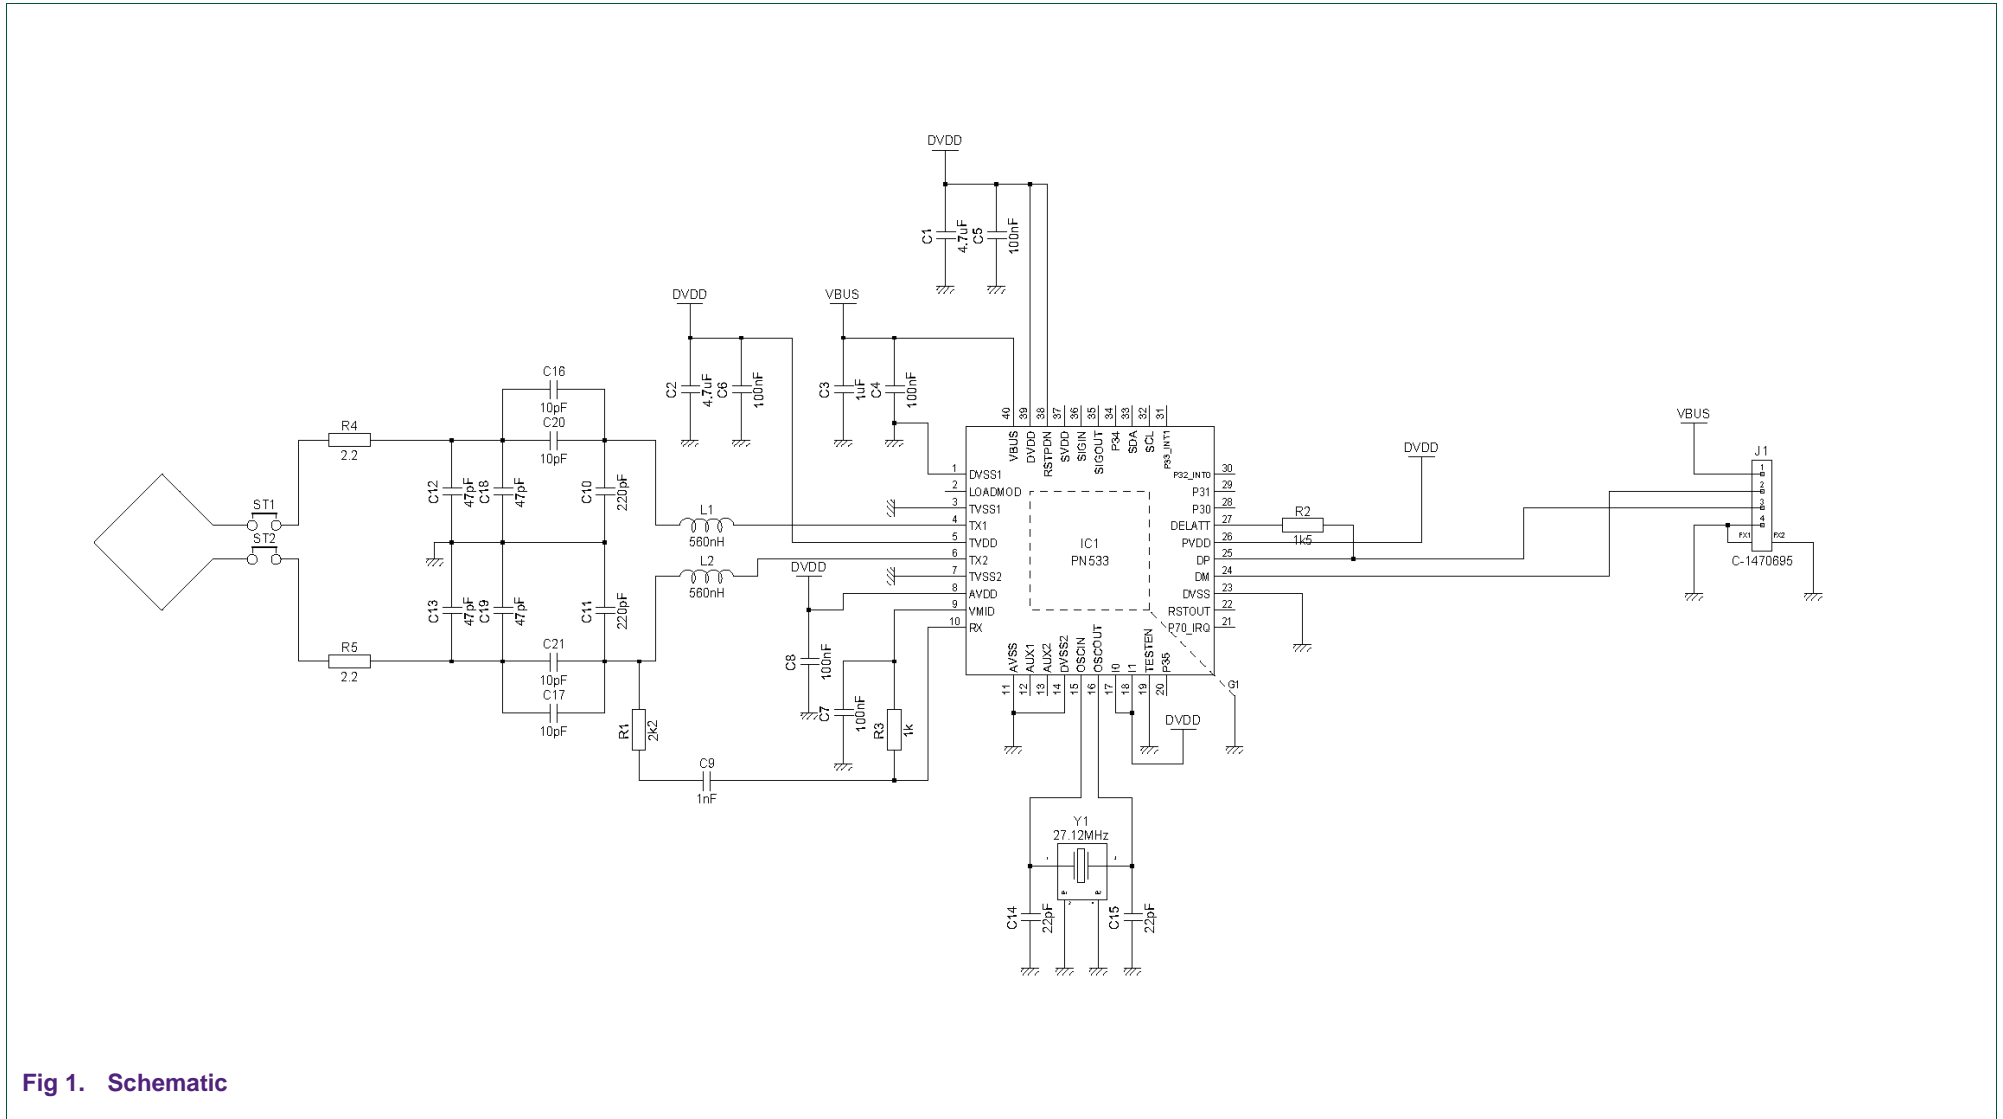 DVDD
C1
4.7uF
C5
100nF
DVDD
VBUS
C2
4.7uF
C6
100nF
C3
1uF
C4
100nF
C16
10pF
C20
10pF
R4
2.2
C12
47pF
C18
47pF
C10
220pF
ST1
ST2
L1
560nH
L2
560nH
C13
47pF
C19
47pF
C11
220pF
R5
2.2
C21
10pF
C17
10pF
R1
2k2
C9
1nF
DVDD
C8
100nF
C7
100nF
R3
1k
40 39 38 37 36 35 34 33 32 31
VBUS DVDD RSTPDN SVDD SIGIN SIGOUT P34 SDA SCL P33_INT1
1 DVSS1
2 LOADMOD
3 TVSS1
4 TX1
5 TVDD
6 TX2
7 TVSS2
8 AVDD
9 VMID
10 RX
IC1
PN533
P32_INT0 30
P31 29
P30 28
DELATT 27
PVDD 26
DP 25
DM 24
DVSS 23
RSTOUT 22
P70_IRQ 21
AVSS AUX1 AUX2 DVSS2 OSCIN OSCOUT I0 I1 TESTEN P35
11 12 13 14 15 16 17 18 19 20
G1
DVDD
R2
1k5
DVDD
VBUS
J1
1
2
3
4
FX1
FX2
C-1470695
Y1
27.12MHz
C14
22pF
C15
22pF
Fig 1. Schematic